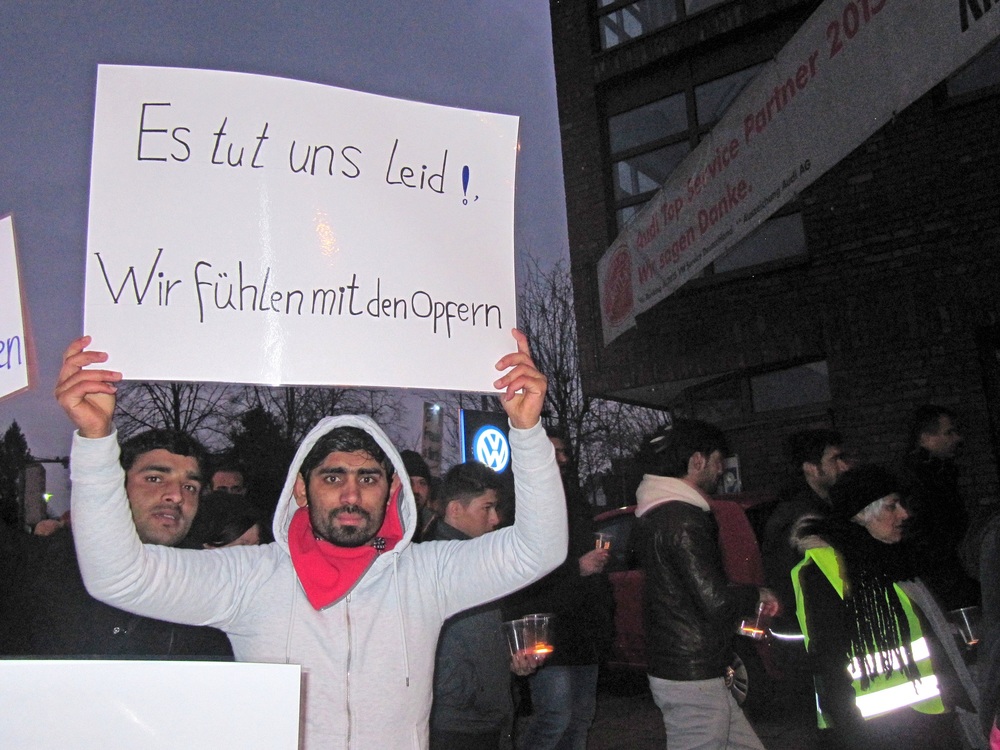 Es tut uns Leid!,
Wir fühlen mit den Opfern
en
Audi Top Service Partner 2015
Wir sagen Danke.
Audi AG